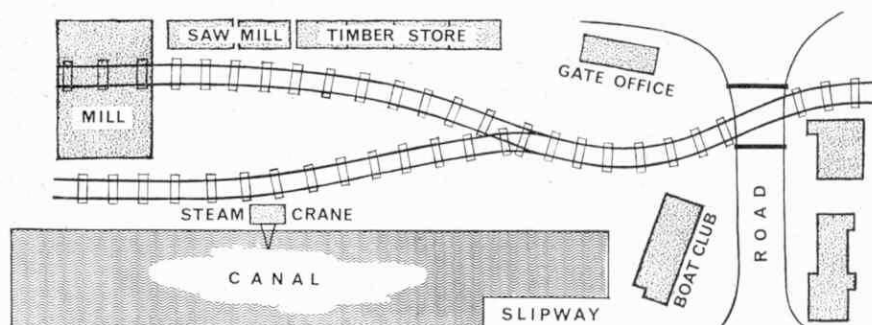 SAW MILL
TIMBER STORE
GATE OFFICE
MILL
STEAM CRANE
ROAD
BOAT CLUB
CANAL
SLIPWAY